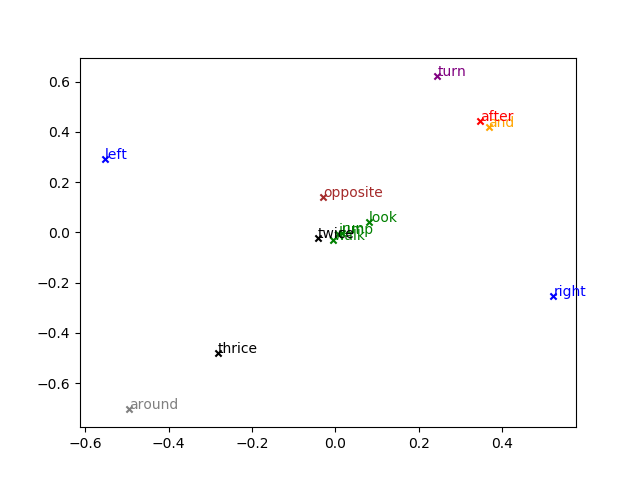 turn
after
and
left
opposite
look
jump
twice
right
thrice
around
0.6
0.4
0.2
0.0
−0.2
−0.4
−0.6
−0.6 −0.4 −0.2 0.0 0.2 0.4